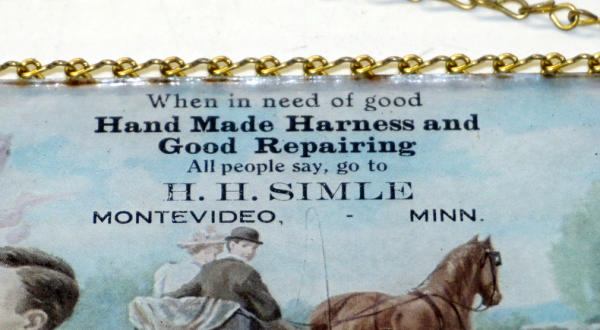 When in need of good
Hand Made Harness and
Good Repairing
All people say, go to
H. H. SIMLE
MONTEVIDEO, - MINN.